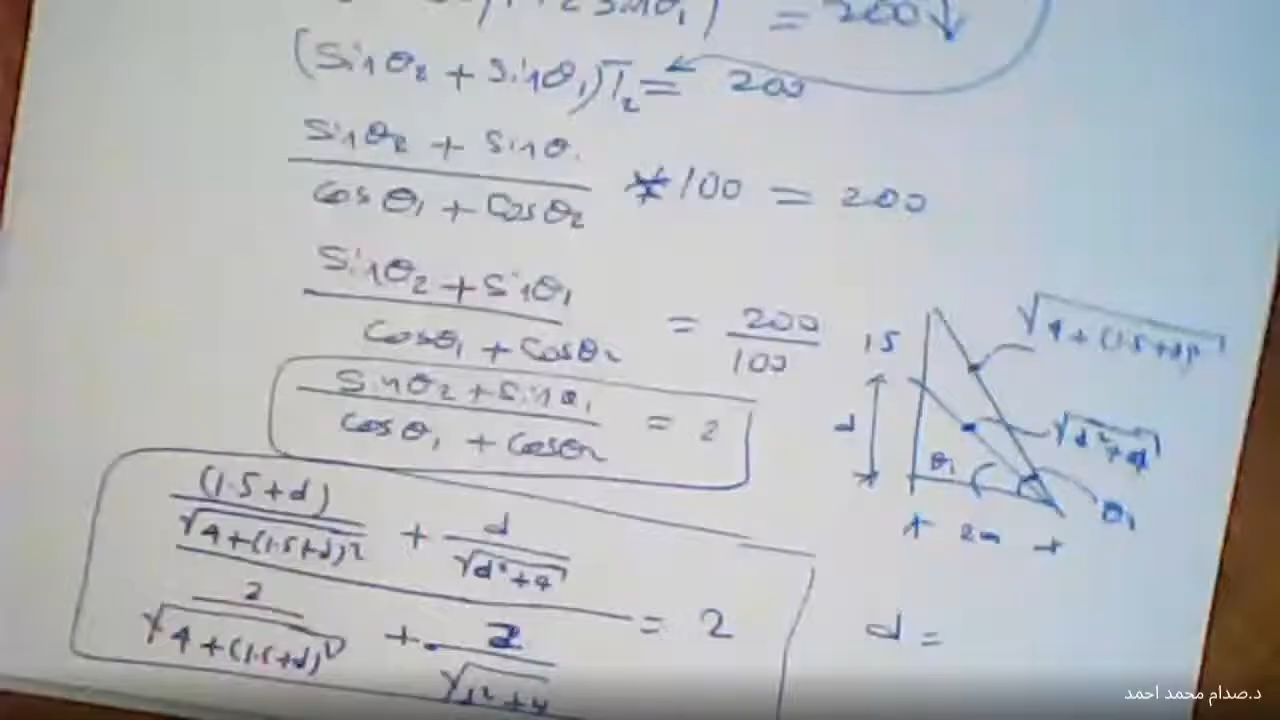 sinθ₁) = 200↓
(sinθ₂ + sinθ₁)T₂ = 200
sinθ₂ + sinθ₁
cosθ₁ + cosθ₂
* 100 = 200
sinθ₂ + sinθ₁
cosθ₁ + cosθ₂
= 200
100
sinθ₂ + sinθ₁
cosθ₁ + cosθ₂
= 2
(1.5+d)
√4+(1.5+d)²
+ d
√d²+4
2
√4+(1.5+d)²
+ 2
√d²+4
= 2
d =
1.5
√4+(1.5+d)²
d
√d²+4
θ₁
θ₁
2m
د.صدام محمد احمد